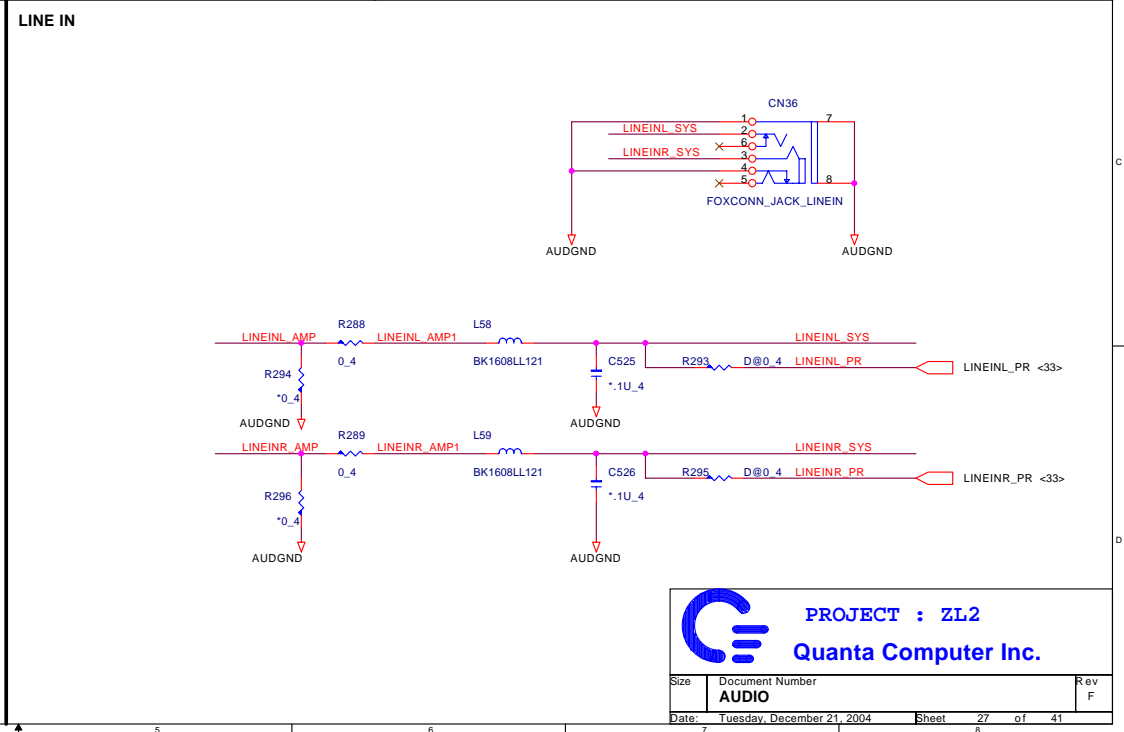 LINE IN
CN36
1
7
LINEINL_SYS
2
6
LINEINR_SYS
3
4
5
8
FOXCONN_JACK_LINEIN
AUDGND
AUDGND
C
R288
L58
LINEINL_AMP
LINEINL_AMP1
LINEINL_SYS
0_4
BK1608LL121
C525
R293
D@0_4
LINEINL_PR
LINEINL_PR <33>
R294
*0_4
*.1U_4
AUDGND
AUDGND
R289
L59
LINEINR_AMP
LINEINR_AMP1
LINEINR_SYS
0_4
BK1608LL121
C526
R295
D@0_4
LINEINR_PR
LINEINR_PR <33>
R296
*0_4
*.1U_4
AUDGND
AUDGND
D
PROJECT : ZL2
Quanta Computer Inc.
Size
Document Number
Rev
AUDIO
F
Date:
Tuesday, December 21, 2004
Sheet
27 of 41
5
6
7
8